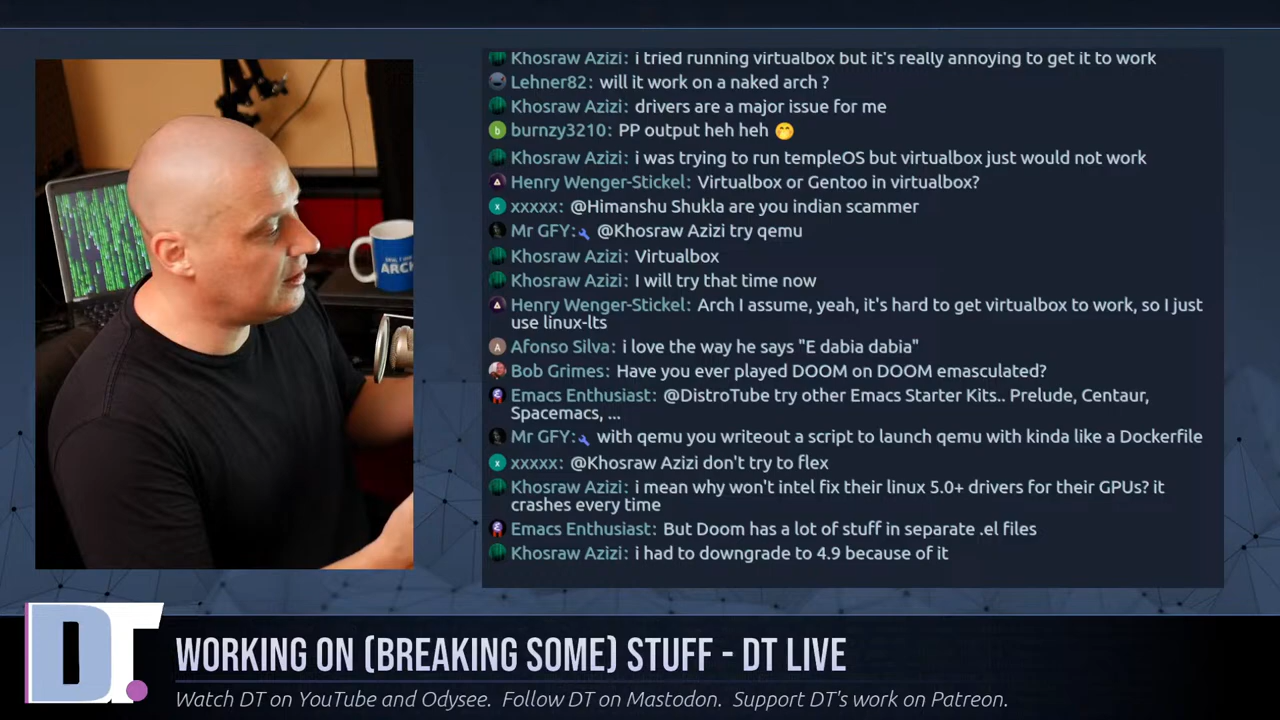 Khosraw Azizi: i tried running virtualbox but it's really annoying to get it to work
Lehner82: will it work on a naked arch ?
Khosraw Azizi: drivers are a major issue for me
b burnzy3210: PP output heh heh 🤭
Khosraw Azizi: i was trying to run templeOS but virtualbox just would not work
Henry Wenger-Stickel: Virtualbox or Gentoo in virtualbox?
x xxxxx: @Himanshu Shukla are you indian scammer
Mr GFY: @Khosraw Azizi try qemu
Khosraw Azizi: Virtualbox
Khosraw Azizi: I will try that time now
Henry Wenger-Stickel: Arch I assume, yeah, it's hard to get virtualbox to work, so I just
use linux-lts
A Afonso Silva: i love the way he says "E dabia dabia"
Bob Grimes: Have you ever played DOOM on DOOM emasculated?
Emacs Enthusiast: @DistroTube try other Emacs Starter Kits.. Prelude, Centaur,
Spacemacs, ...
Mr GFY: with qemu you writeout a script to launch qemu with kinda like a Dockerfile
x xxxxx: @Khosraw Azizi don't try to flex
Khosraw Azizi: i mean why won't intel fix their linux 5.0+ drivers for their GPUs? it
crashes every time
Emacs Enthusiast: But Doom has a lot of stuff in separate .el files
Khosraw Azizi: i had to downgrade to 4.9 because of it
ARCH
DT.
WORKING ON (BREAKING SOME) STUFF - DT LIVE
Watch DT on YouTube and Odysee. Follow DT on Mastodon. Support DT's work on Patreon.